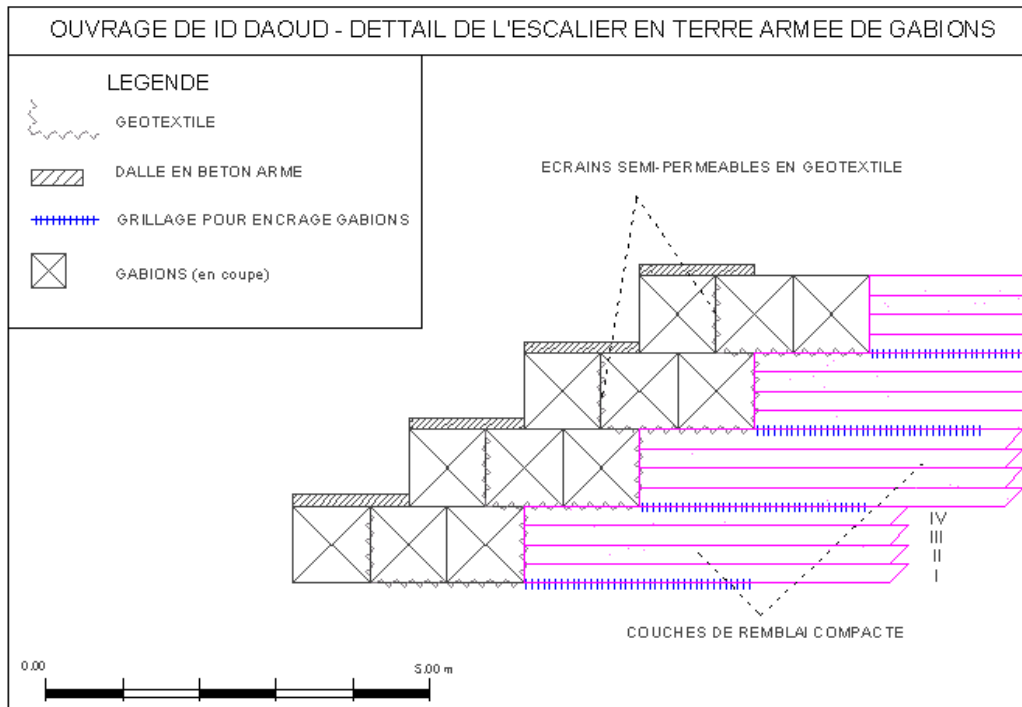 OUVRAGE DE ID DAOUD - DETTAIL DE L'ESCALIER EN TERRE ARMEE DE GABIONS
LEGENDE
GEOTEXTILE
DALLE EN BETON ARME
GRILLAGE POUR ENCRAGE GABIONS
GABIONS (en coupe)
ECRAINS SEMI-PERMEABLES EN GEOTEXTILE
IV
III
II
I
COUCHES DE REMBLAI COMPACTE
0.00
5.00 m